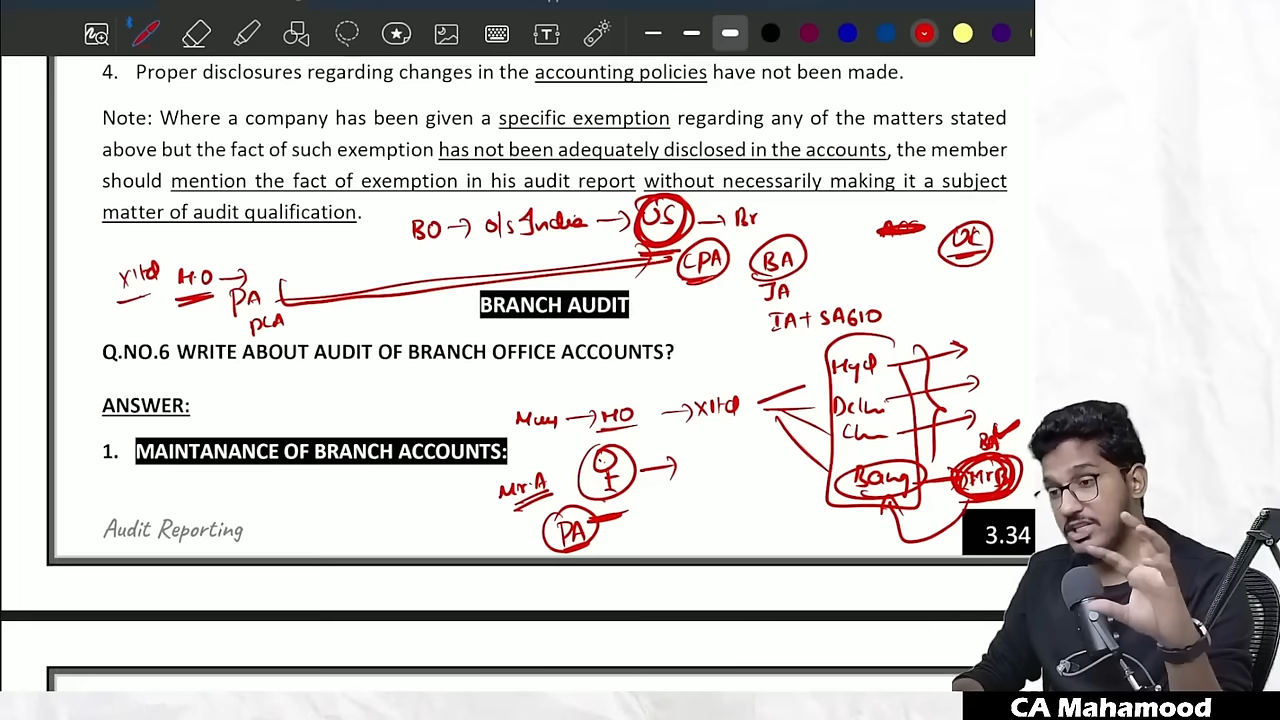 4. Proper disclosures regarding changes in the accounting policies have not been made.
Note: Where a company has been given a specific exemption regarding any of the matters stated
above but the fact of such exemption has not been adequately disclosed in the accounts, the member
should mention the fact of exemption in his audit report without necessarily making it a subject
matter of audit qualification.
BO → o/s India → US → Br
X ltd H.O → PA
PCA
CPA BA
JA
IA + SA610
BRANCH AUDIT
Q.NO.6 WRITE ABOUT AUDIT OF BRANCH OFFICE ACCOUNTS?
ANSWER:
HO → X ltd
Hyd
Delhi
Chn
Bang Mr B
BA
1. MAINTANANCE OF BRANCH ACCOUNTS:
Mr. A
PA
Audit Reporting
3.34
CA Mahamood